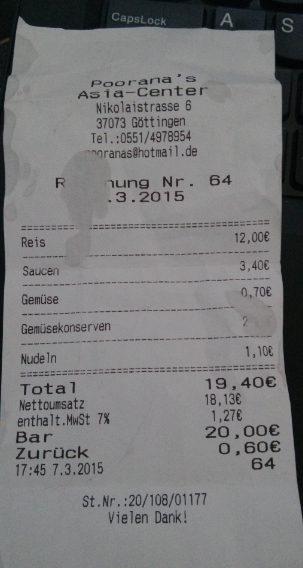 CapsLock
A
S
Poorana's
Asia-Center
Nikolaistrasse 6
37073 Göttingen
Tel.:0551/4978954
ooranas@hotmail.de
Nr. 64
.3.2015
Reis 12,00€
Saucen 3,40€
Gemüse 0,70€
Gemüsekonserven
Nudeln 1,10€
Total 19,40€
Nettoumsatz 18,13€
enthalt.MwSt 7% 1,27€
Bar 20,00€
Zurück 0,60€
17:45 7.3.2015 64
St.Nr.:20/108/01177
Vielen Dank!